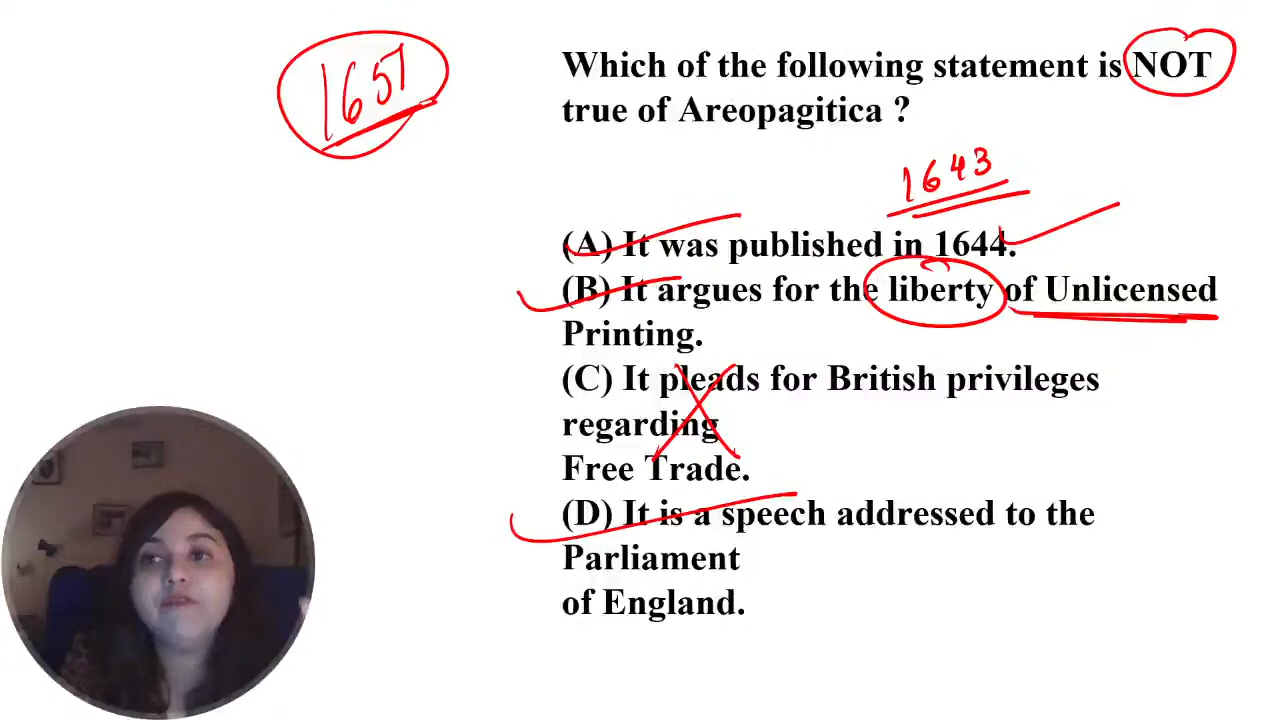 1657
Which of the following statement is NOT
true of Areopagitica ?
1643
(A) It was published in 1644.
(B) It argues for the liberty of Unlicensed
Printing.
(C) It pleads for British privileges
regarding
Free Trade.
(D) It is a speech addressed to the
Parliament
of England.